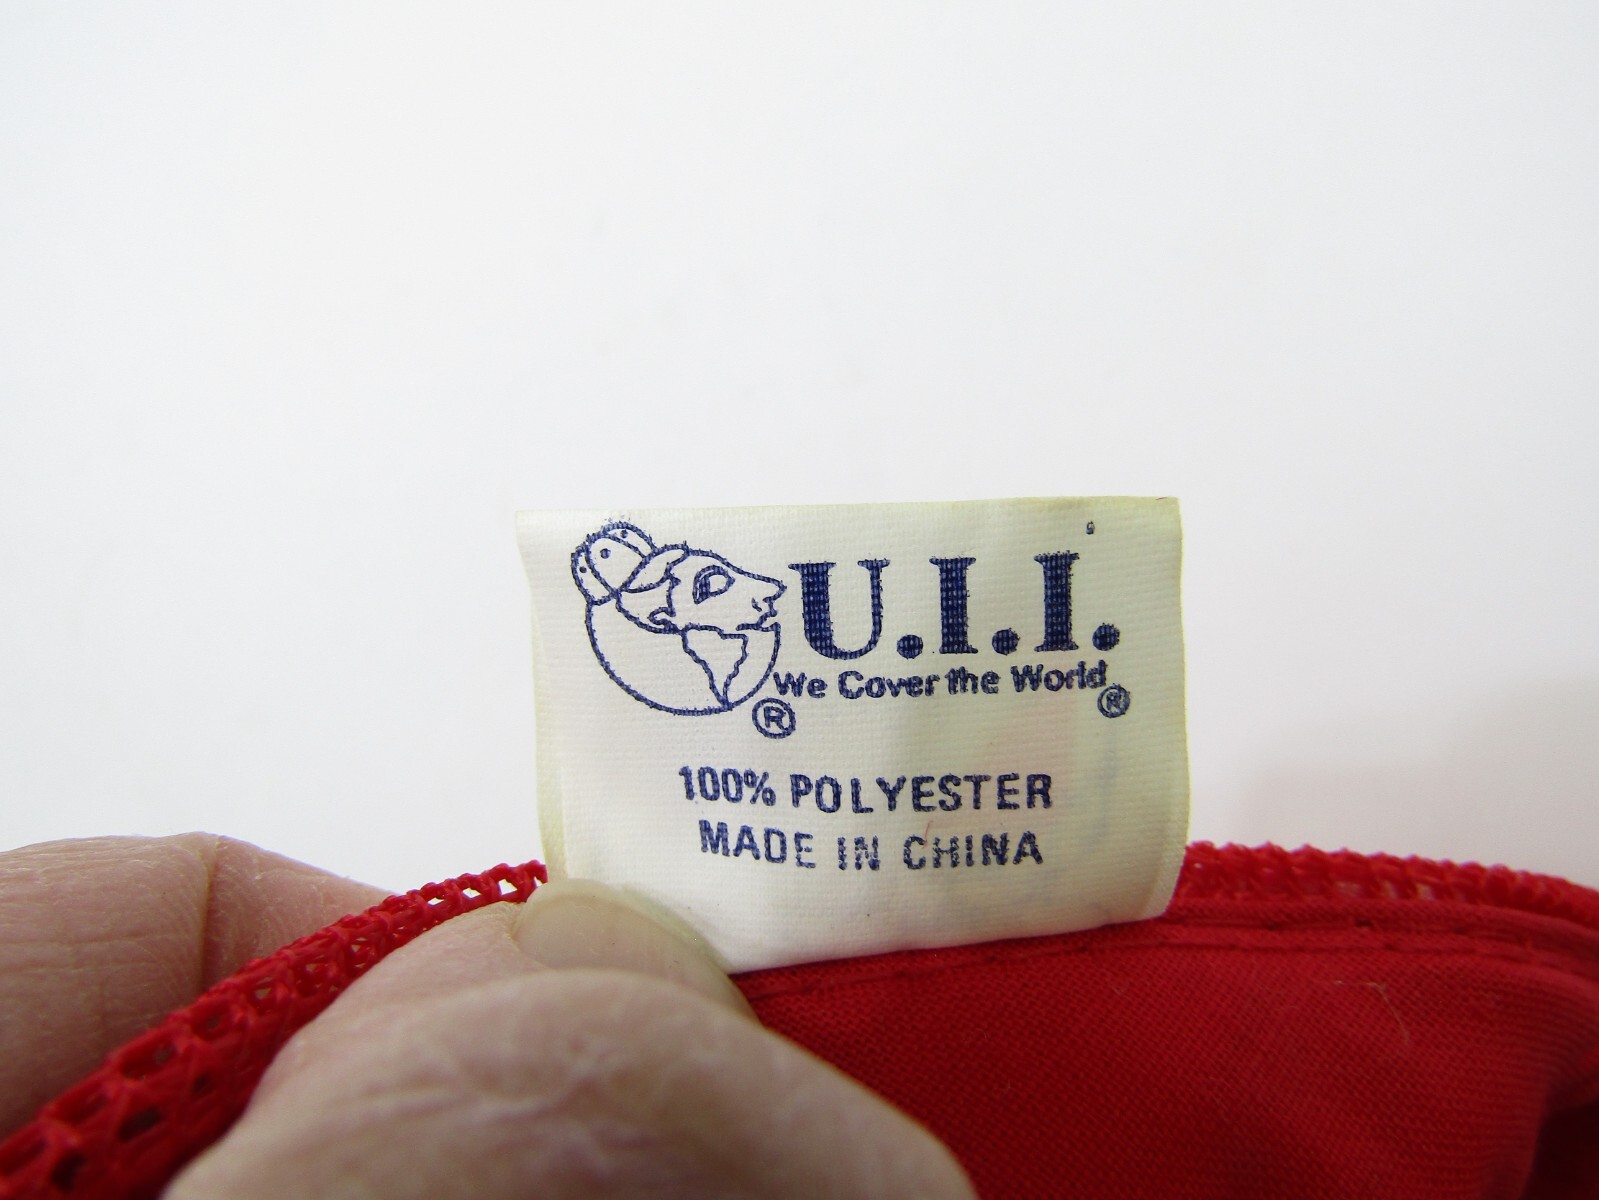 U.I.I.
We Cover the World ®
®
100% POLYESTER
MADE IN CHINA